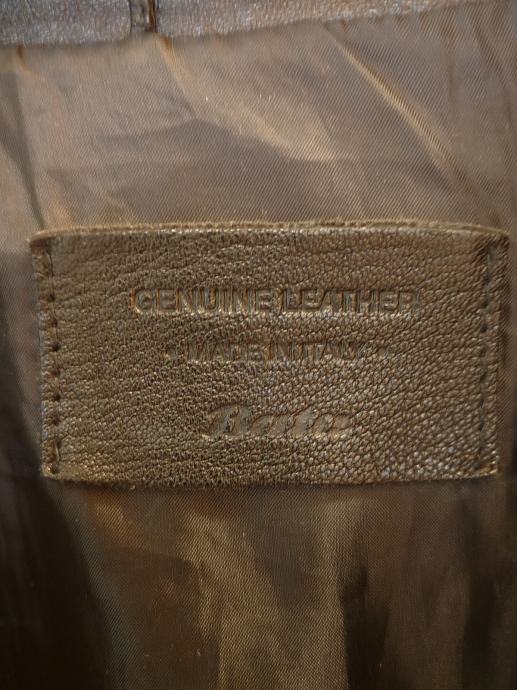 GENUINE LEATHER
• MADE IN ITALY •
Bata